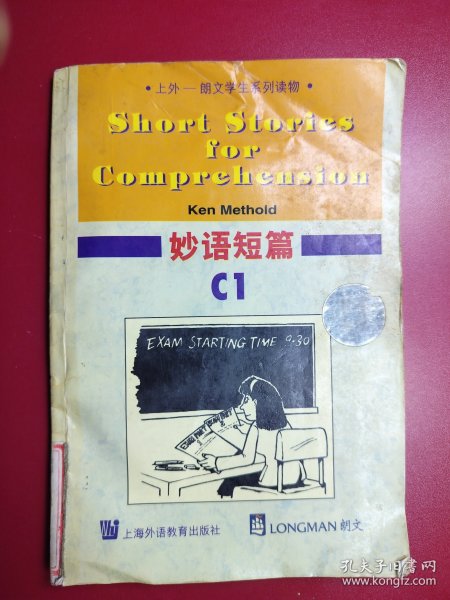 • 上外—朗文学生系列读物 •
Short Stories
for
Comprehension
Ken Methold
妙语短篇
C1
EXAM STARTING TIME 9-30
上海外语教育出版社
LONGMAN 朗文
孔夫子旧书网
www.kongfz.com